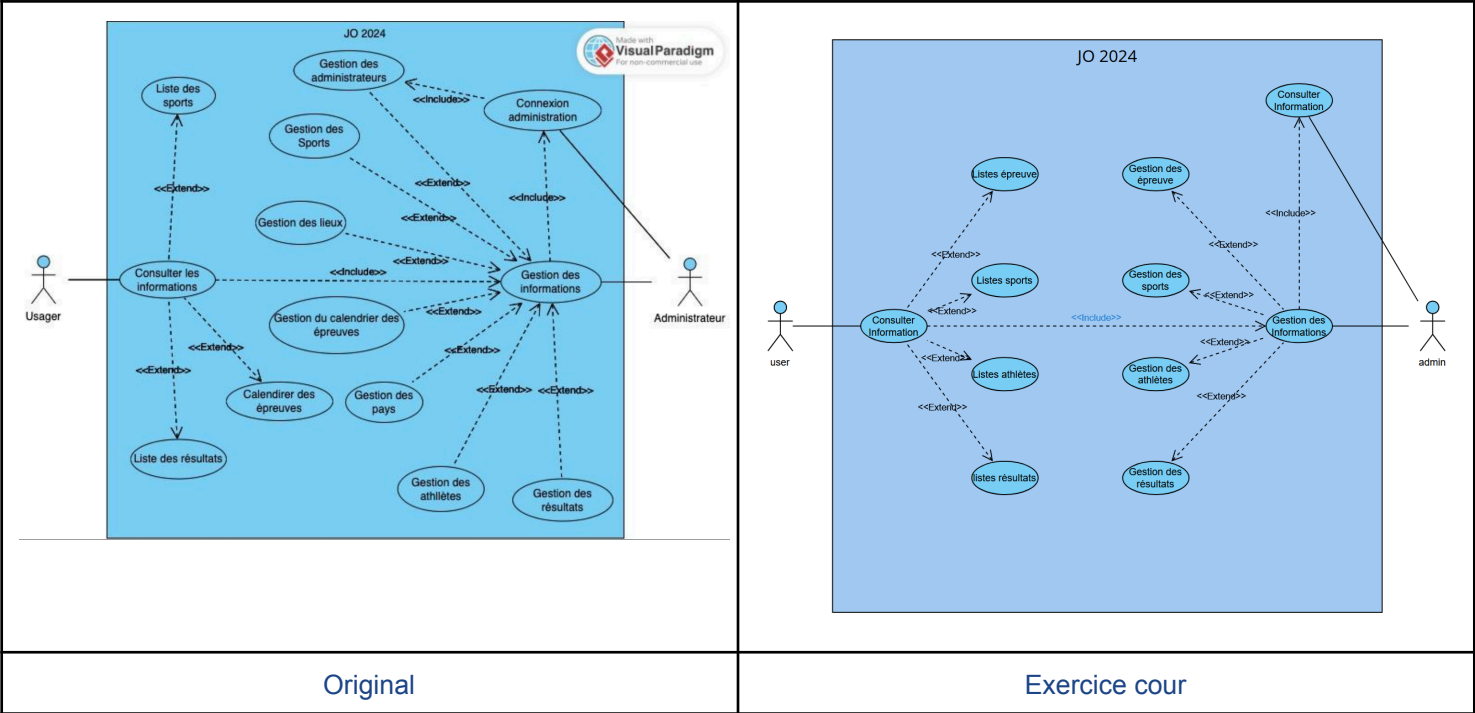 JO 2024
Made with
Visual Paradigm
For non-commercial use
Gestion des
administrateurs
Liste des
sports
<<Include>>
Connexion
administration
Gestion des
Sports
<<Extend>>
<<Extend>>
<<Include>>
Gestion des lieux
<<Extend>>
<<Extend>>
Consulter les
informations
<<Include>>
Gestion des
informations
Usager
Administrateur
Gestion du calendrier des
épreuves
<<Extend>>
<<Extend>>
<<Extend>>
<<Extend>>
<<Extend>>
<<Extend>>
Calendirer des
épreuves
Gestion des
pays
Liste des résultats
Gestion des
athllètes
Gestion des
résultats
Original
JO 2024
Consulter
Information
Listes épreuve
Gestion des
épreuve
<<Include>>
<<Extend>>
<<Extend>>
Listes sports
Gestion des
sports
<<Extend>>
<<Extend>>
Consulter
Information
<<Include>>
Gestion des
Informations
user
admin
<<Extend>>
<<Extend>>
Listes athlètes
Gestion des
athlètes
<<Extend>>
<<Extend>>
listes résultats
Gestion des
résultats
Exercice cour